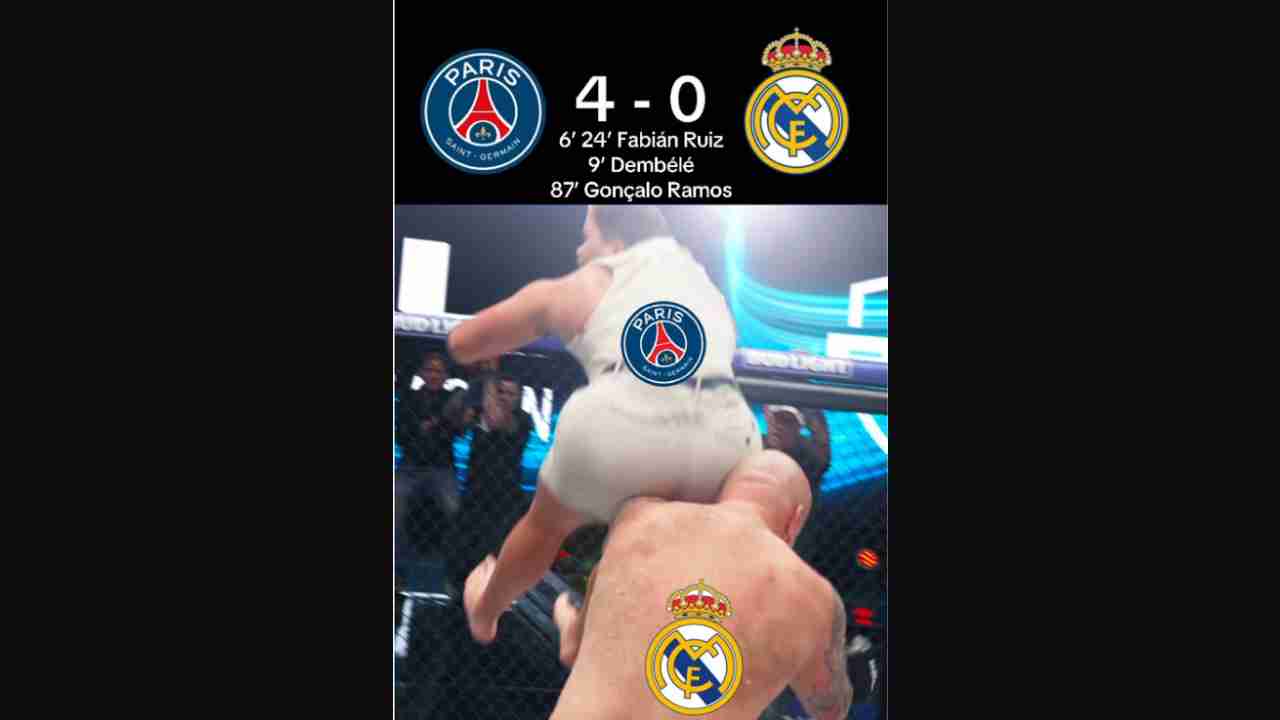 PARIS
SAINT - GERMAIN
4 - 0
6' 24' Fabián Ruiz
9' Dembélé
87' Gonçalo Ramos
PARIS
SAINT - GERMAIN
BUD LIGHT
BUD LIGHT